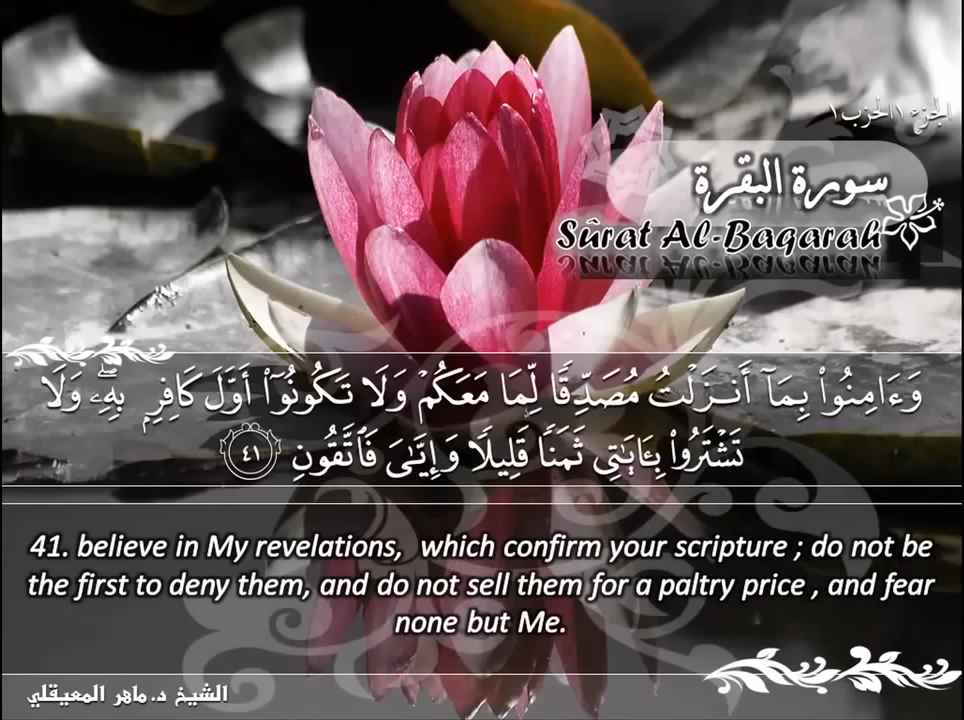 الجزء ١ الحزب ١
سورة البقرة
Sûrat Al-Baqarah
وَءَامِنُوا۟ بِمَآ أَنزَلْتُ مُصَدِّقًا لِّمَا مَعَكُمْ وَلَا تَكُونُوٓا۟ أَوَّلَ كَافِرٍۭ بِهِۦ ۖ وَلَا
تَشْتَرُوا۟ بِـَٔايَـٰتِى ثَمَنًا قَلِيلًا وَإِيَّـٰىَ فَٱتَّقُونِ ٤١
41. believe in My revelations, which confirm your scripture ; do not be
the first to deny them, and do not sell them for a paltry price , and fear
none but Me.
الشيخ د. ماهر المعيقلي